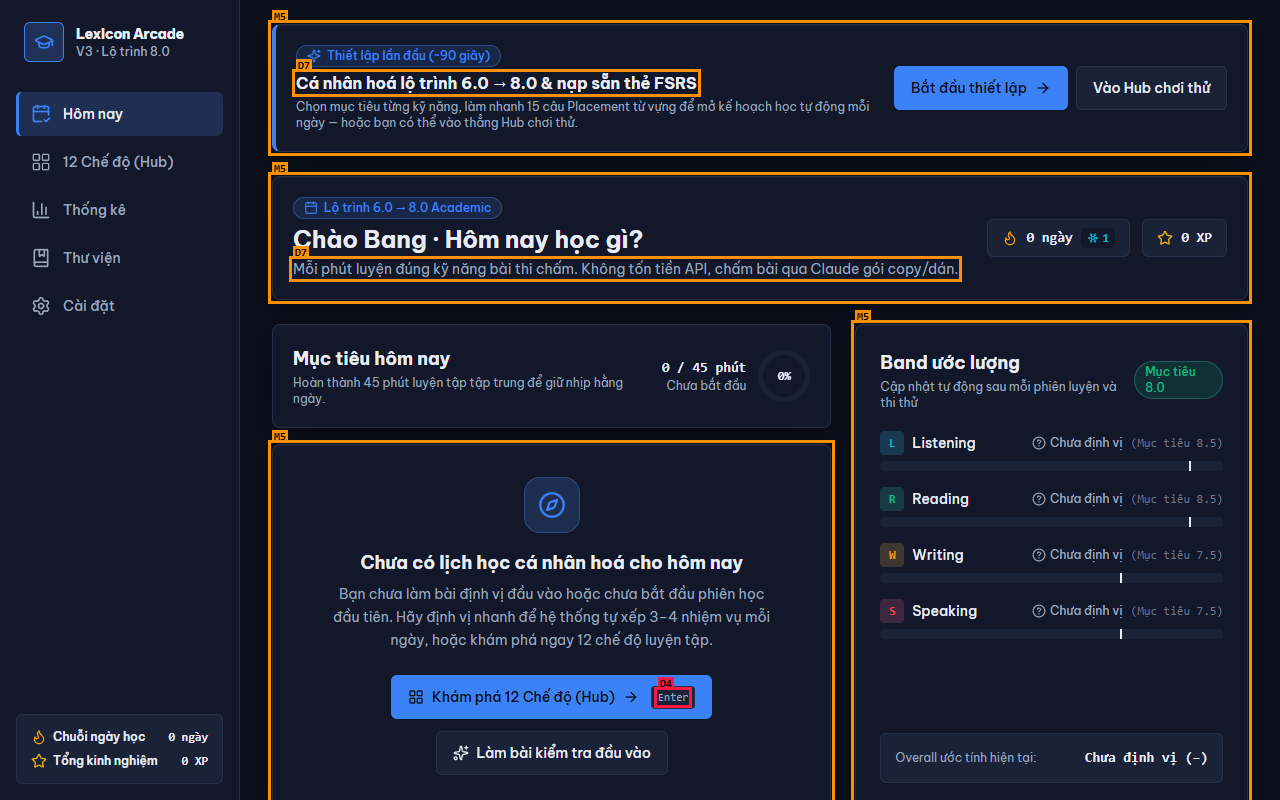 Lexicon Arcade
V3 · Lộ trình 8.0
Hôm nay
12 Chế độ (Hub)
Thống kê
Thư viện
Cài đặt
Chuỗi ngày học 0 ngày
Tổng kinh nghiệm 0 XP
M5
Thiết lập lần đầu (~90 giây)
D7
Cá nhân hoá lộ trình 6.0 → 8.0 & nạp sẵn thẻ FSRS
Chọn mục tiêu từng kỹ năng, làm nhanh 15 câu Placement từ vựng để mở kế hoạch học tự động mỗi
ngày — hoặc bạn có thể vào thẳng Hub chơi thử.
Bắt đầu thiết lập →
Vào Hub chơi thử
M5
Lộ trình 6.0 → 8.0 Academic
Chào Bang · Hôm nay học gì?
D7
Mỗi phút luyện đúng kỹ năng bài thi chấm. Không tốn tiền API, chấm bài qua Claude gói copy/dán.
0 ngày 1
0 XP
Mục tiêu hôm nay
Hoàn thành 45 phút luyện tập tập trung để giữ nhịp hằng
ngày.
0 / 45 phút
Chưa bắt đầu
0%
M5
Chưa có lịch học cá nhân hoá cho hôm nay
Bạn chưa làm bài định vị đầu vào hoặc chưa bắt đầu phiên học
đầu tiên. Hãy định vị nhanh để hệ thống tự xếp 3–4 nhiệm vụ mỗi
ngày, hoặc khám phá ngay 12 chế độ luyện tập.
D4
Khám phá 12 Chế độ (Hub) → Enter
Làm bài kiểm tra đầu vào
M5
Band ước lượng
Cập nhật tự động sau mỗi phiên luyện và
thi thử
Mục tiêu
8.0
L Listening Chưa định vị (Mục tiêu 8.5)
R Reading Chưa định vị (Mục tiêu 8.5)
W Writing Chưa định vị (Mục tiêu 7.5)
S Speaking Chưa định vị (Mục tiêu 7.5)
Overall ước tính hiện tại: Chưa định vị (—)